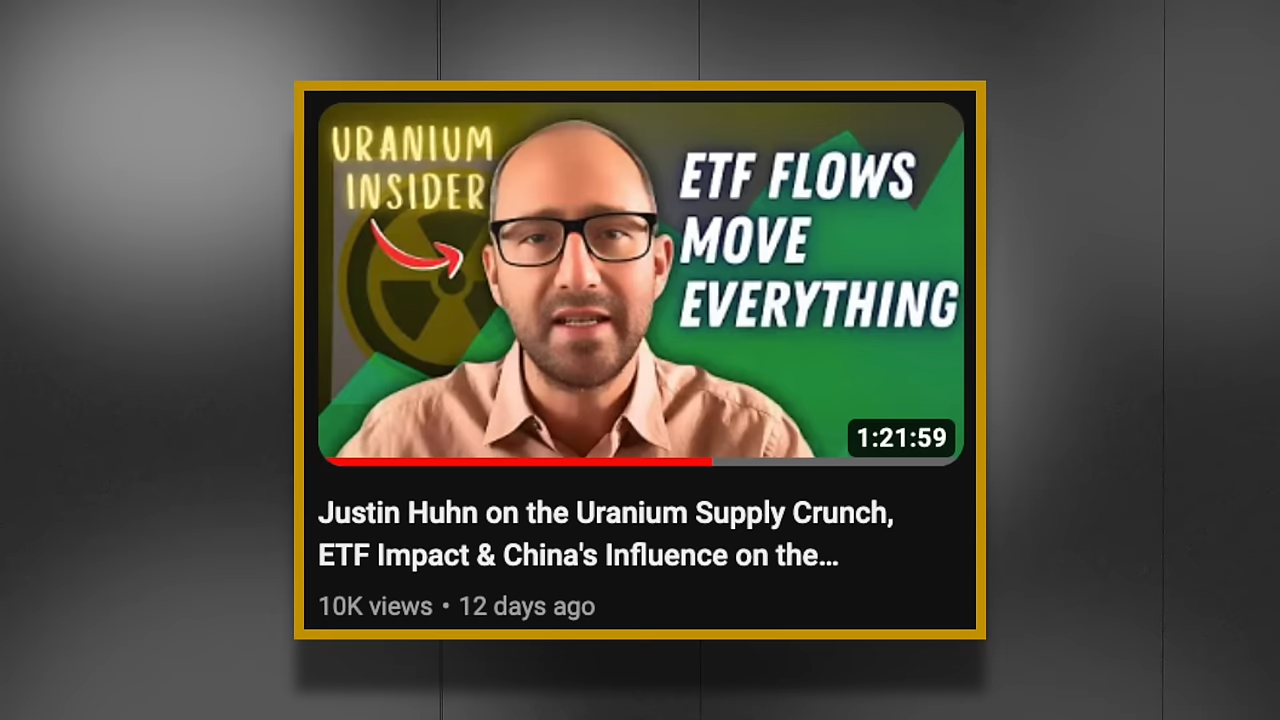 URANIUM
INSIDER
ETF FLOWS
MOVE
EVERYTHING
1:21:59
Justin Huhn on the Uranium Supply Crunch,
ETF Impact & China's Influence on the...
10K views • 12 days ago